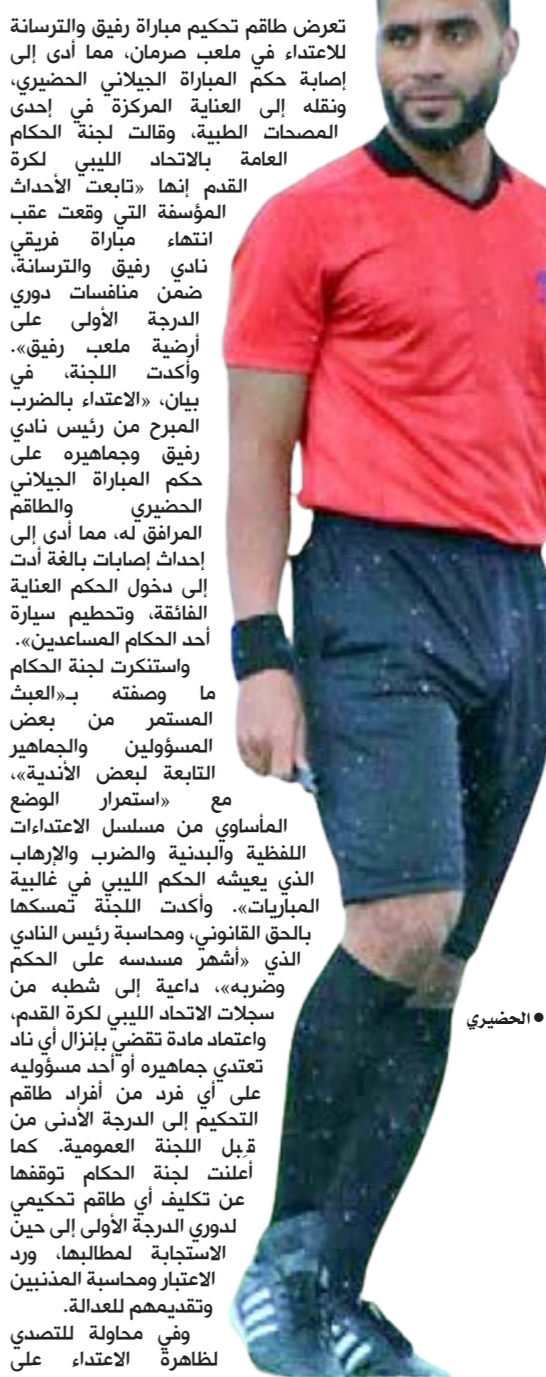 تعرض طاقم تحكيم مباراة رفيق والترسانة
للاعتداء في ملعب صرمان، مما أدى إلى
إصابة حكم المباراة الجيلاني الحضيري،
ونقله إلى العناية المركزة في إحدى
المصحات الطبية، وقالت لجنة الحكام
العامة بالاتحاد الليبي لكرة
القدم إنها «تابعت الأحداث
المؤسفة التي وقعت عقب
انتهاء مباراة فريقي
نادي رفيق والترسانة،
ضمن منافسات دوري
الدرجة الأولى على
أرضية ملعب رفيق».
وأكدت اللجنة، في
بيان، «الاعتداء بالضرب
المبرح من رئيس نادي
رفيق وجماهيره على
حكم المباراة الجيلاني
الحضيري والطاقم
المرافق له، مما أدى إلى
إحداث إصابات بالغة أدت
إلى دخول الحكم العناية
الفائقة، وتحطيم سيارة
أحد الحكام المساعدين».
واستنكرت لجنة الحكام
ما وصفته بـ«العبث
المستمر من بعض
المسؤولين والجماهير
التابعة لبعض الأندية»،
مع «استمرار الوضع
المأساوي من مسلسل الاعتداءات
اللفظية والبدنية والضرب والإرهاب
الذي يعيشه الحكم الليبي في غالبية
المباريات». وأكدت اللجنة تمسكها
بالحق القانوني، ومحاسبة رئيس النادي
الذي «أشهر مسدسه على الحكم
وضربه»، داعية إلى شطبه من
سجلات الاتحاد الليبي لكرة القدم،
واعتماد مادة تقضي بإنزال أي ناد
تعتدي جماهيره أو أحد مسؤوليه
على أي فرد من أفراد طاقم
التحكيم إلى الدرجة الأدنى من
قِبل اللجنة العمومية. كما
أعلنت لجنة الحكام توقفها
عن تكليف أي طاقم تحكيمي
لدوري الدرجة الأولى إلى حين
الاستجابة لمطالبها، ورد
الاعتبار ومحاسبة المذنبين
وتقديمهم للعدالة.
وفي محاولة للتصدي
لظاهرة الاعتداء على
● الحضيري